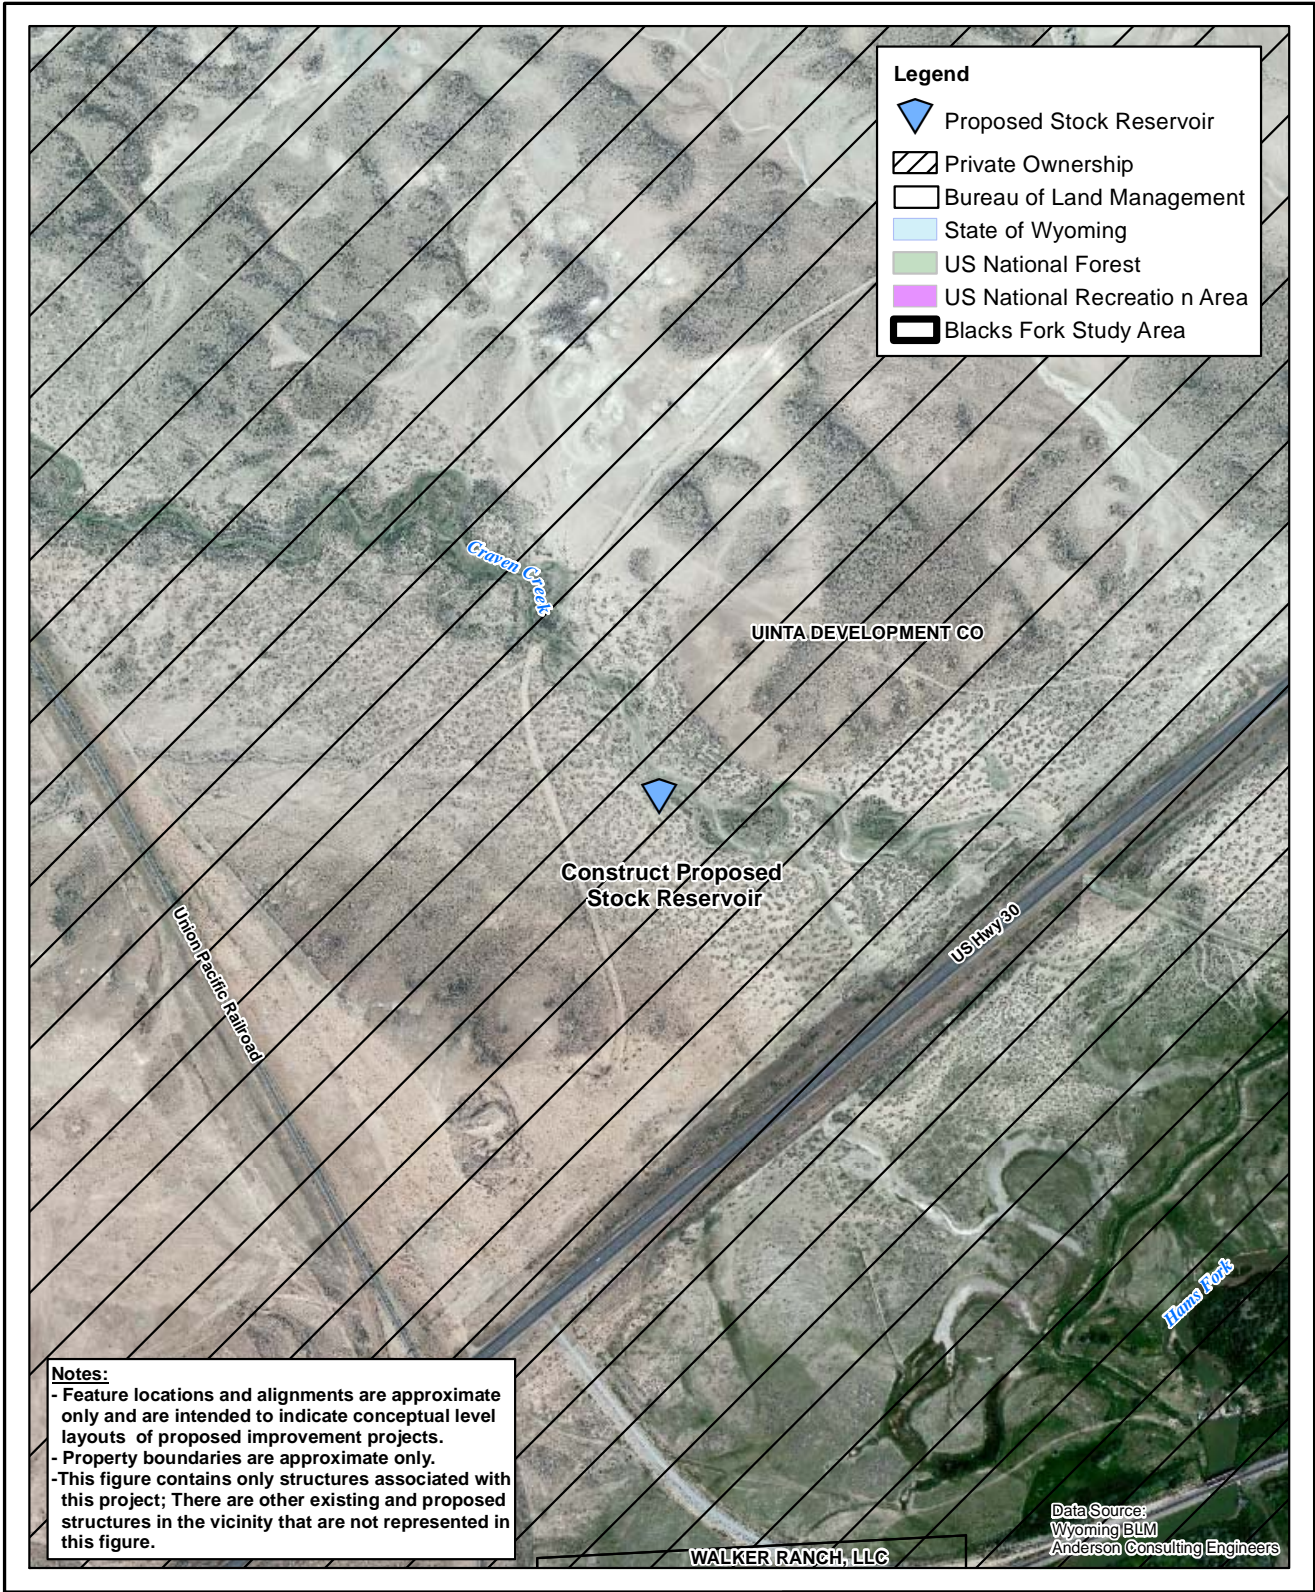 Legend
Proposed Stock Reservoir
Private Ownership
Bureau of Land Management
State of Wyoming
US National Forest
US National Recreatio n Area
Blacks Fork Study Area
Craven Creek
UINTA DEVELOPMENT CO
Construct Proposed
Stock Reservoir
US Hwy 30
Union Pacific Railroad
Hams Fork
Notes:
- Feature locations and alignments are approximate
only and are intended to indicate conceptual level
layouts of proposed improvement projects.
- Property boundaries are approximate only.
-This figure contains only structures associated with
this project; There are other existing and proposed
structures in the vicinity that are not represented in
this figure.
Data Source:
Wyoming BLM
Anderson Consulting Engineers
WALKER RANCH, LLC